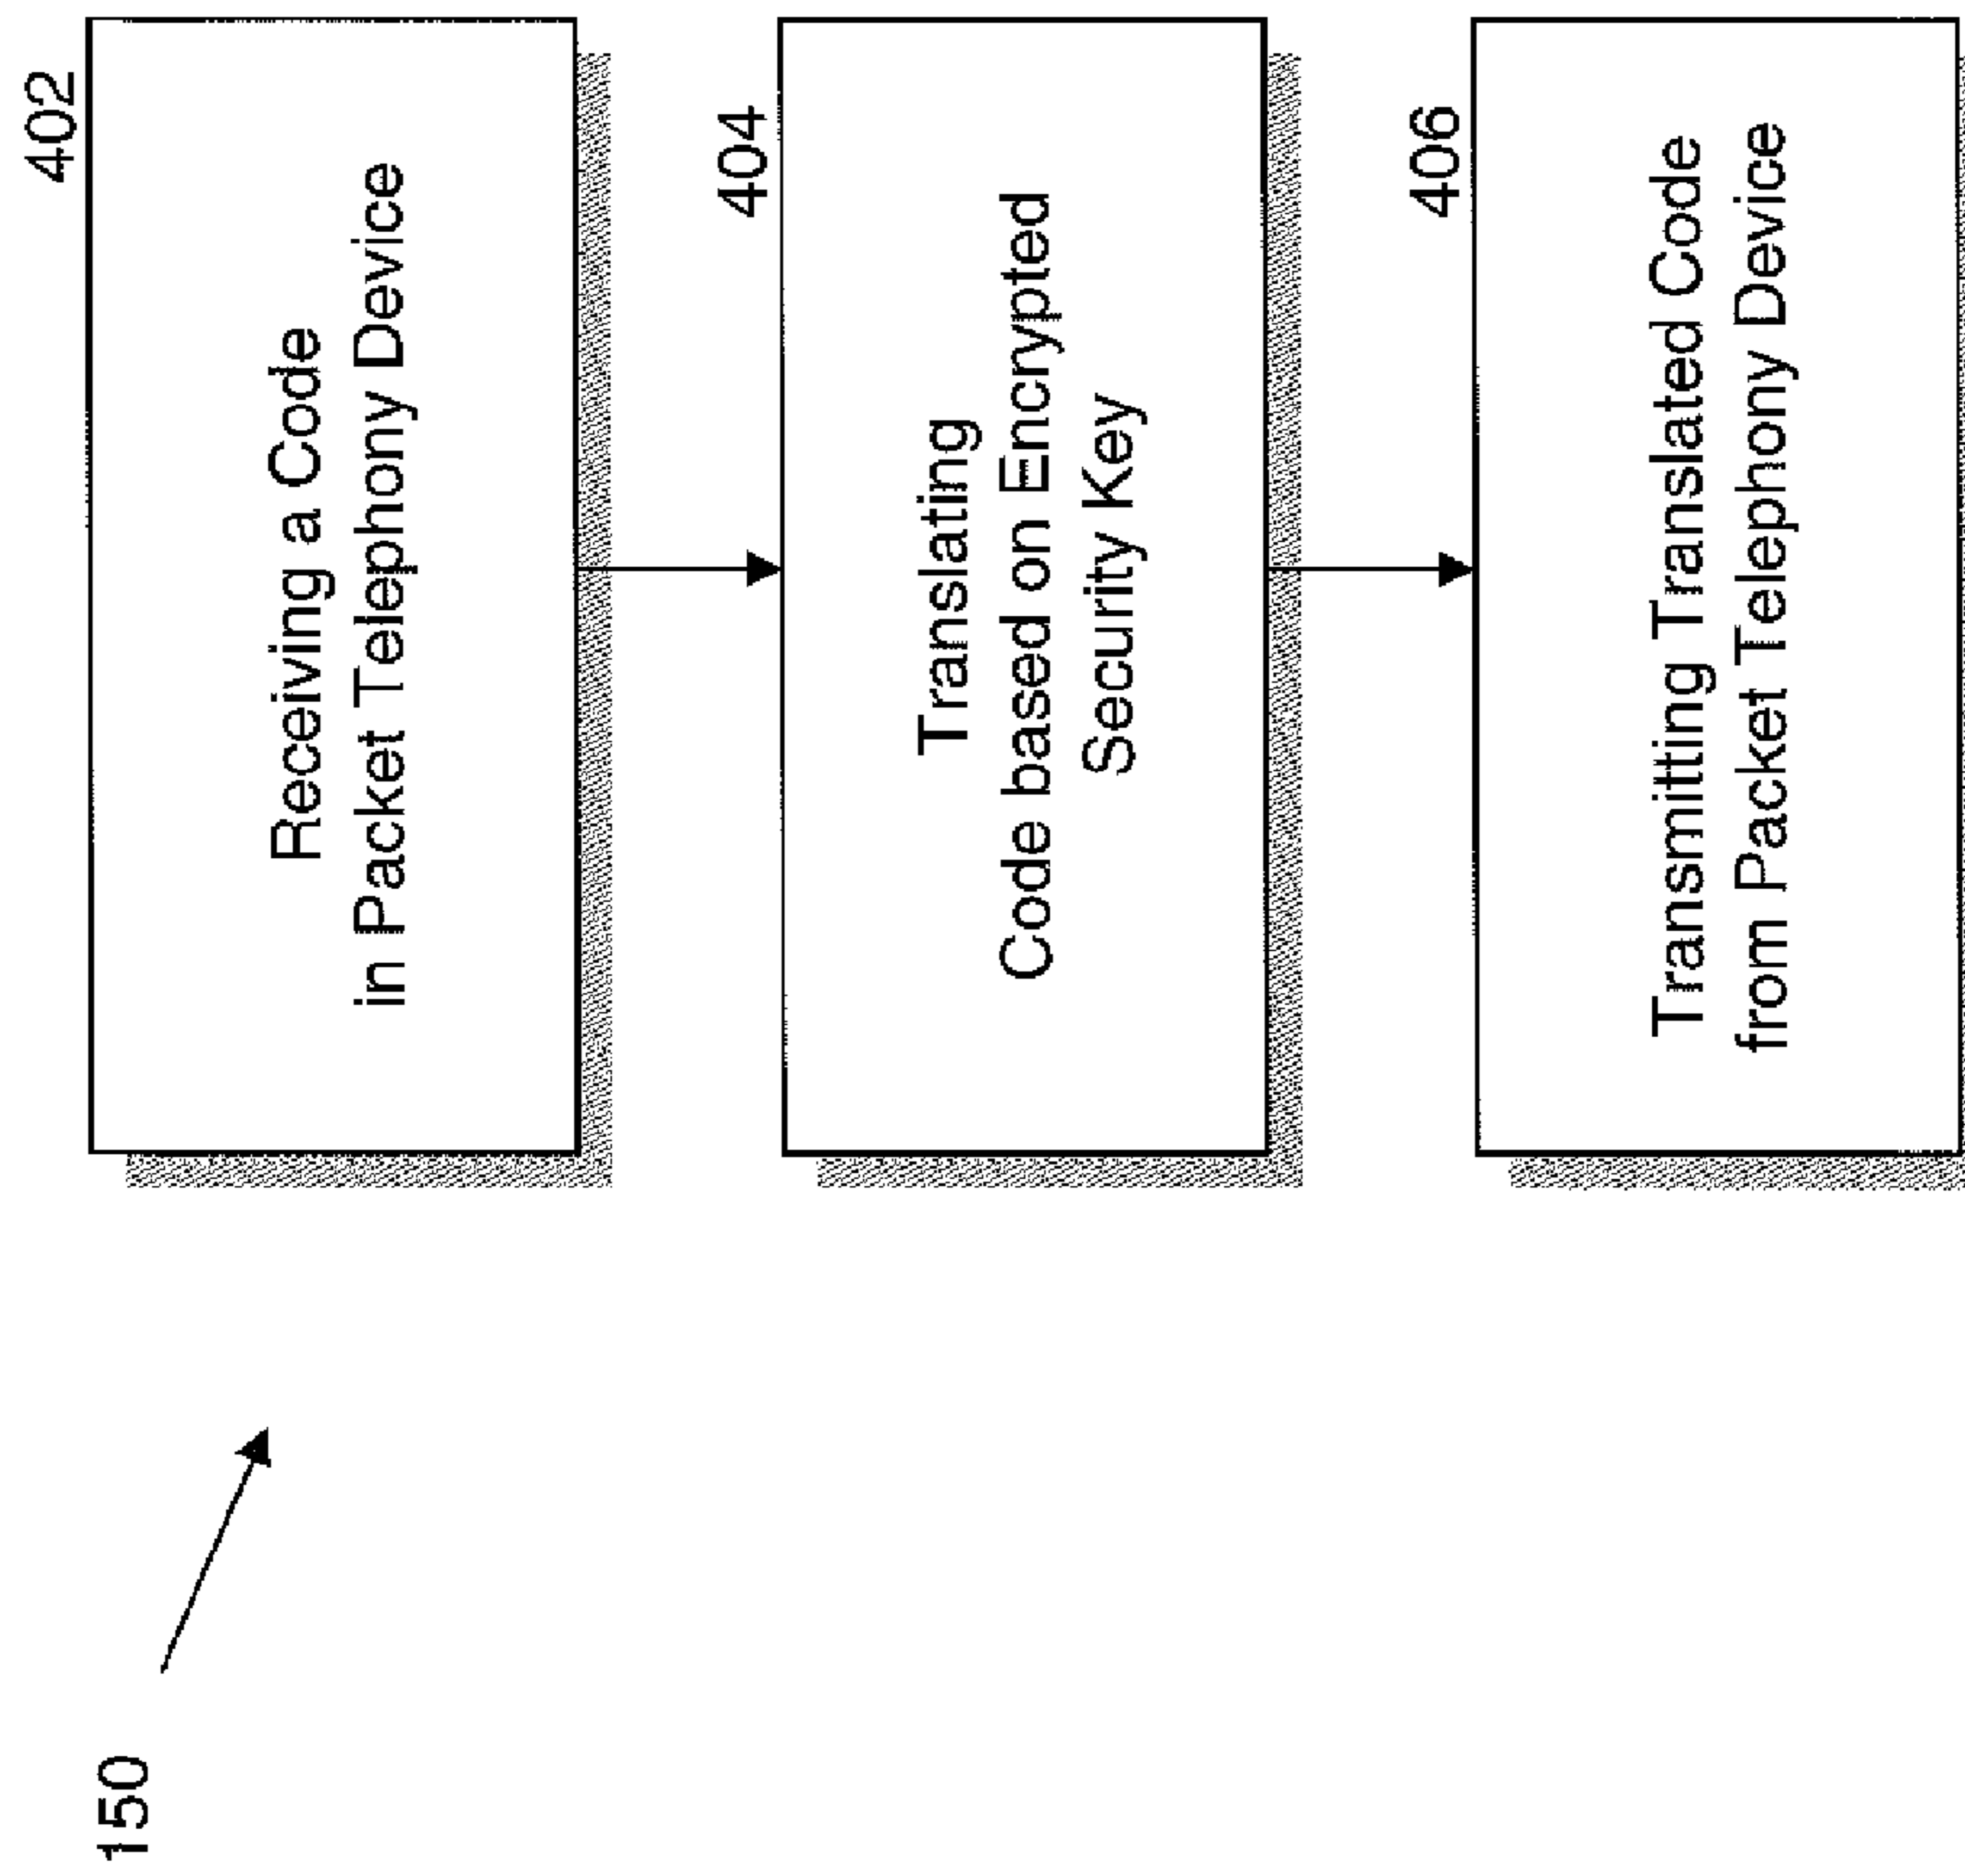 150
402
Receiving a Code
in Packet Telephony Device
404
Translating
Code based on Encrypted
Security Key
406
Transmitting Translated Code
from Packet Telephony Device